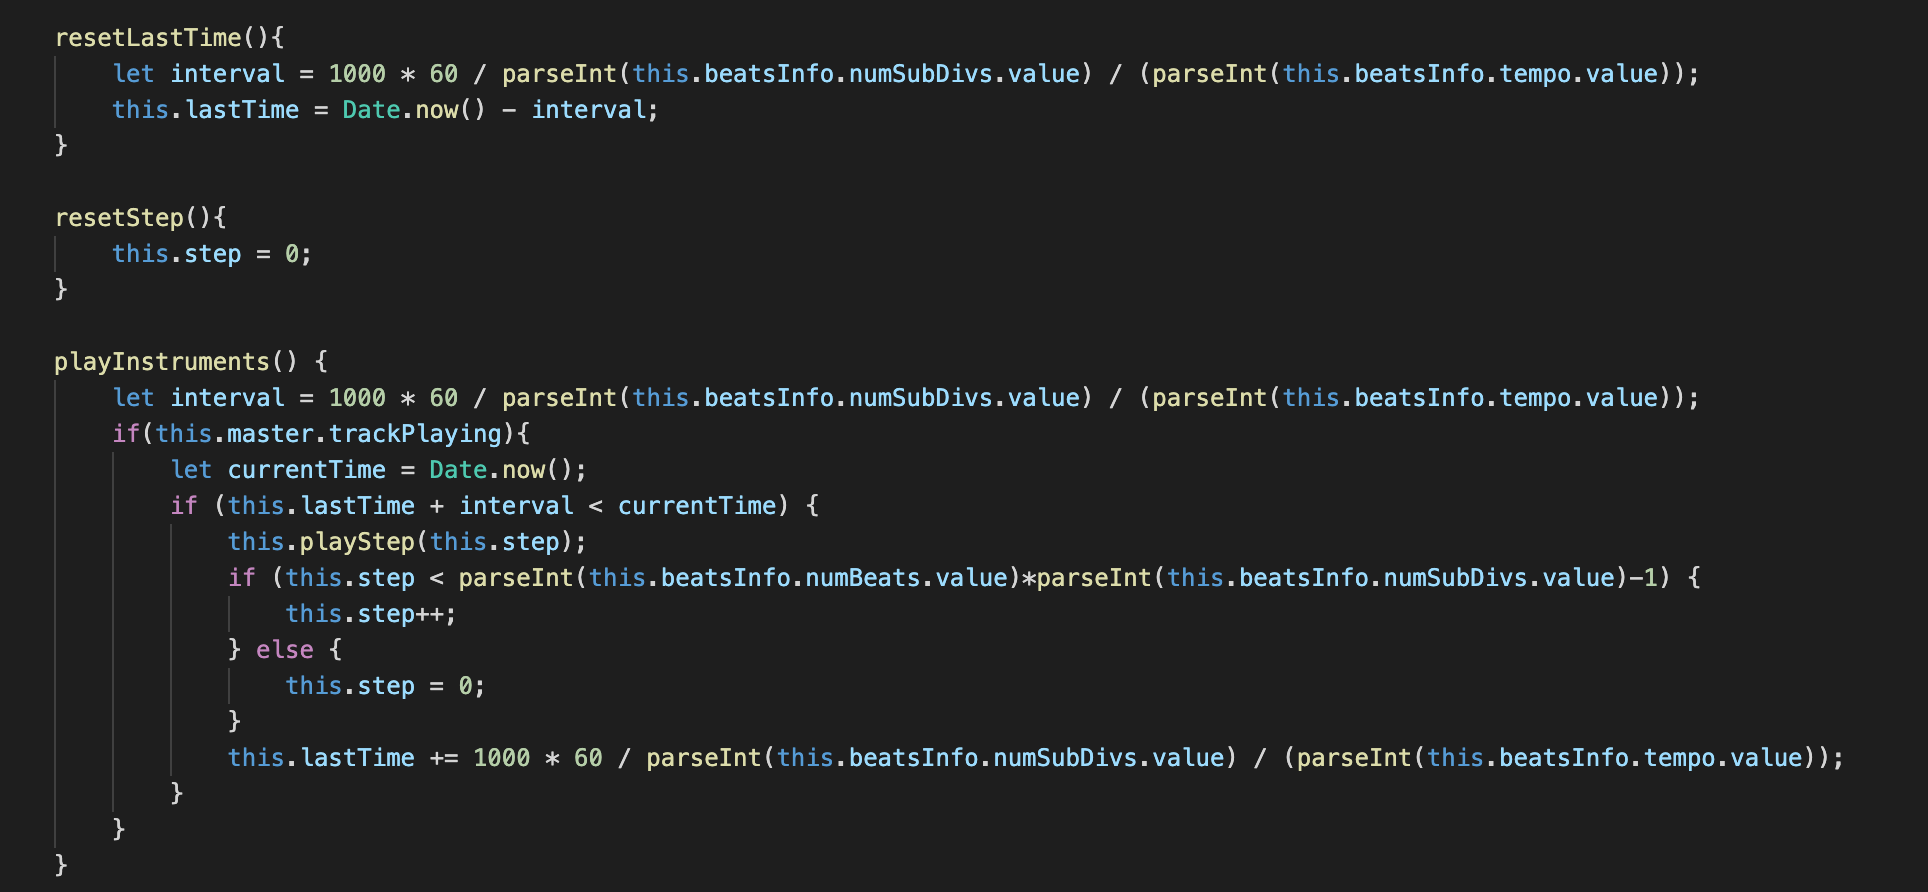 resetLastTime(){
    let interval = 1000 * 60 / parseInt(this.beatsInfo.numSubDivs.value) / (parseInt(this.beatsInfo.tempo.value));
    this.lastTime = Date.now() - interval;
}

resetStep(){
    this.step = 0;
}

playInstruments() {
    let interval = 1000 * 60 / parseInt(this.beatsInfo.numSubDivs.value) / (parseInt(this.beatsInfo.tempo.value));
    if(this.master.trackPlaying){
        let currentTime = Date.now();
        if (this.lastTime + interval < currentTime) {
            this.playStep(this.step);
            if (this.step < parseInt(this.beatsInfo.numBeats.value)*parseInt(this.beatsInfo.numSubDivs.value)-1) {
                this.step++;
            } else {
                this.step = 0;
            }
            this.lastTime += 1000 * 60 / parseInt(this.beatsInfo.numSubDivs.value) / (parseInt(this.beatsInfo.tempo.value));
        }
    }
}